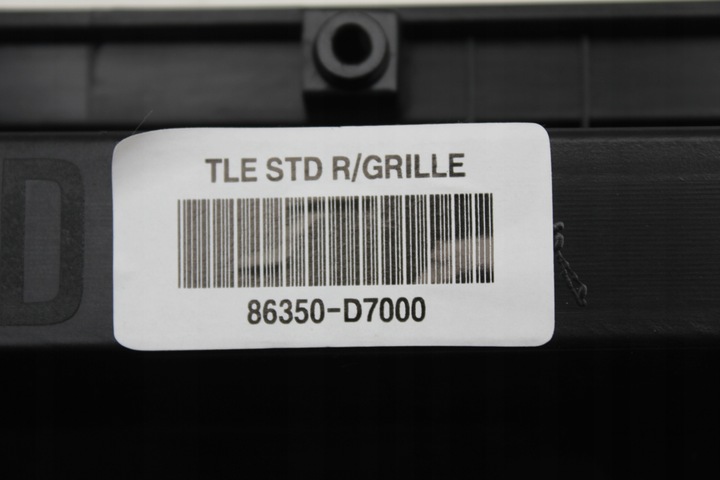 TLE STD R/GRILLE
86350-D7000
D